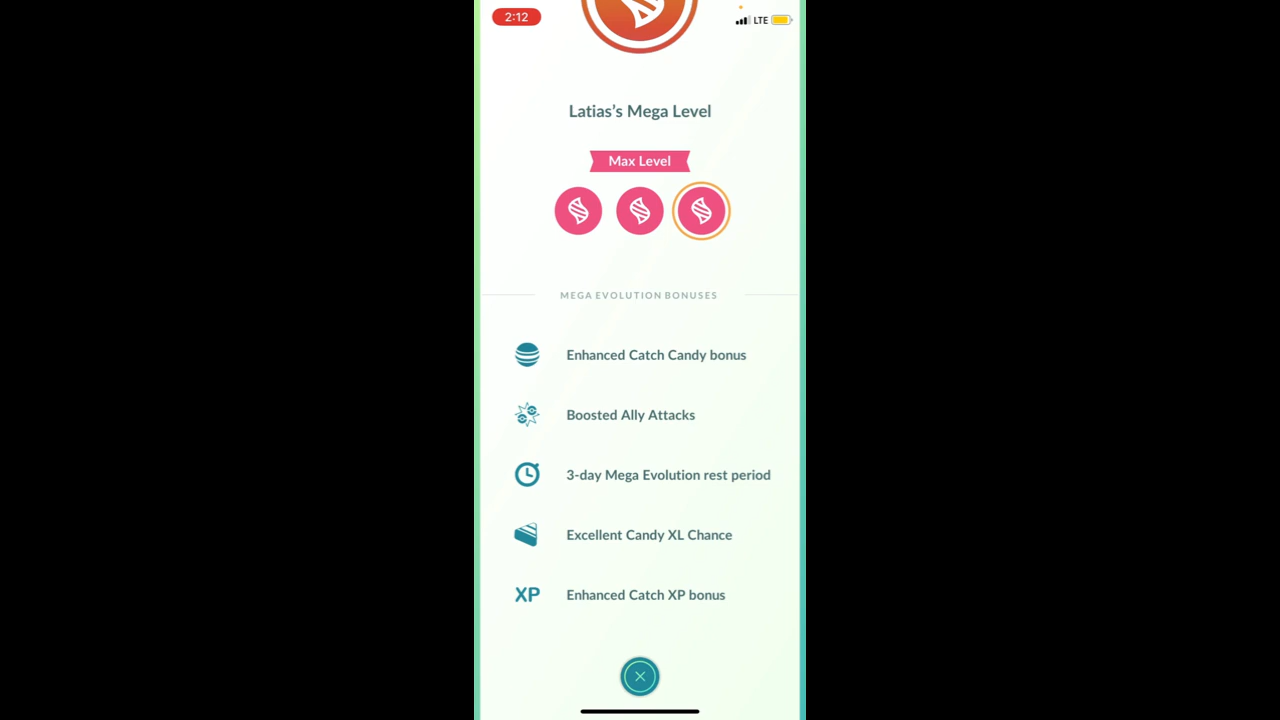 2:12
LTE
Latias’s Mega Level
Max Level
MEGA EVOLUTION BONUSES
Enhanced Catch Candy bonus
Boosted Ally Attacks
3-day Mega Evolution rest period
Excellent Candy XL Chance
XP Enhanced Catch XP bonus